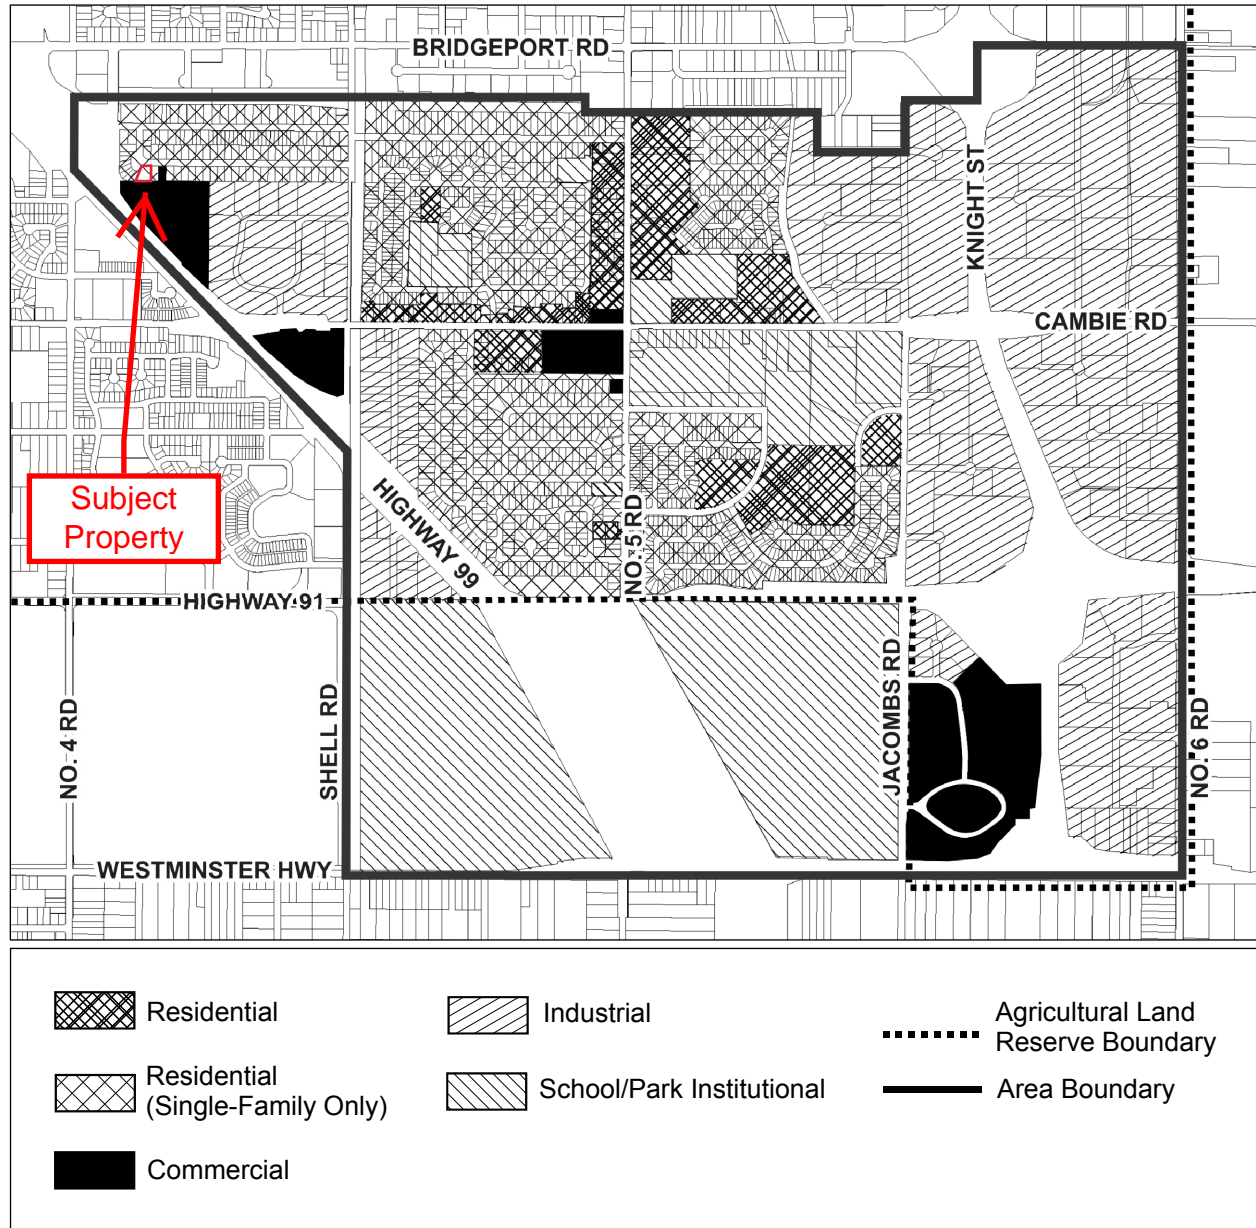 BRIDGEPORT RD
KNIGHT ST
CAMBIE RD
Subject
Property
HIGHWAY 99
NO. 5 RD
HIGHWAY 91
NO. 4 RD
SHELL RD
JACOMBS RD
NO. 6 RD
WESTMINSTER HWY
Residential
Industrial
Agricultural Land
Reserve Boundary
Residential
(Single-Family Only)
School/Park Institutional
Area Boundary
Commercial